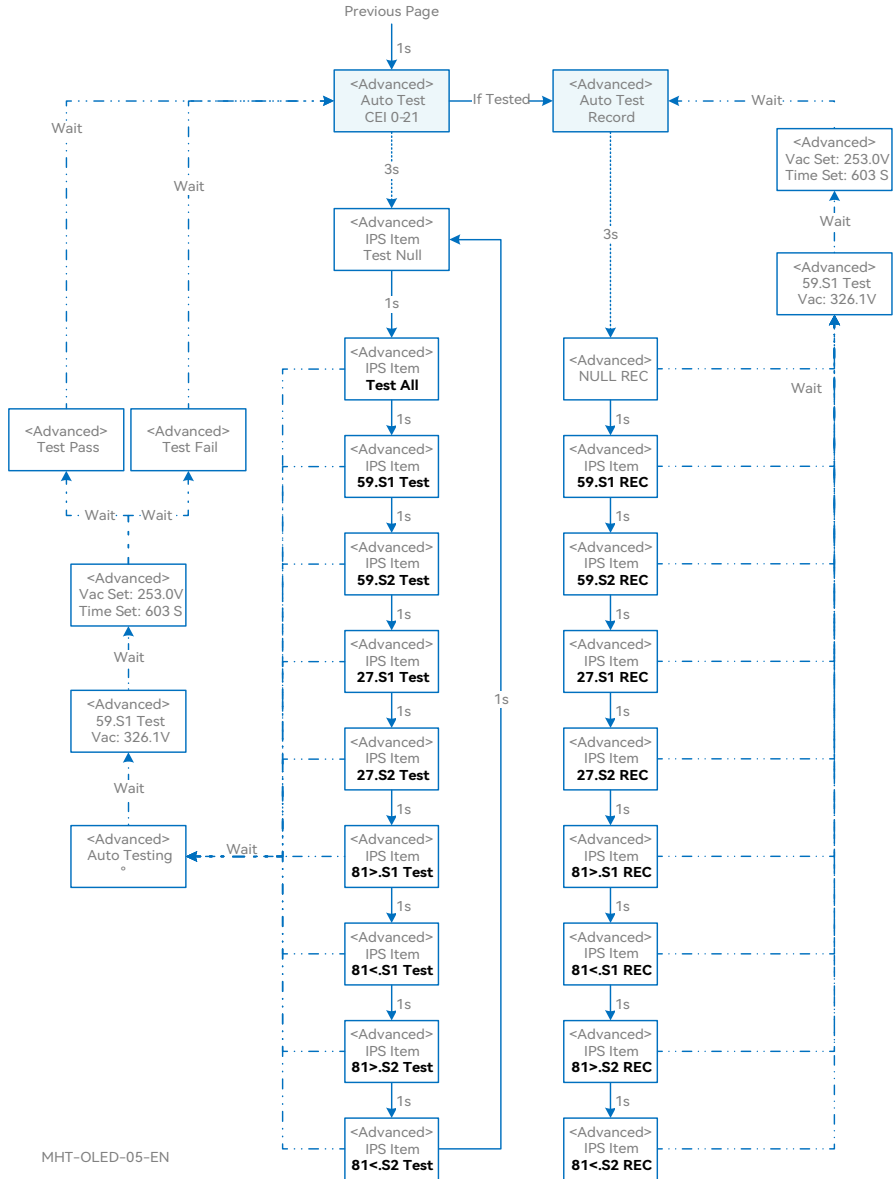 Previous Page
1s
<Advanced>
Auto Test
CEI 0-21
If Tested
<Advanced>
Auto Test
Record
Wait
Wait
Wait
<Advanced>
Vac Set: 253.0V
Time Set: 603 S
3s
3s
Wait
<Advanced>
IPS Item
Test Null
<Advanced>
59.S1 Test
Vac: 326.1V
1s
<Advanced>
IPS Item
Test All
<Advanced>
NULL REC
Wait
1s
1s
<Advanced>
Test Pass
<Advanced>
Test Fail
<Advanced>
IPS Item
59.S1 Test
<Advanced>
IPS Item
59.S1 REC
Wait
Wait
1s
1s
<Advanced>
Vac Set: 253.0V
Time Set: 603 S
<Advanced>
IPS Item
59.S2 Test
<Advanced>
IPS Item
59.S2 REC
1s
1s
Wait
<Advanced>
IPS Item
27.S1 Test
<Advanced>
IPS Item
27.S1 REC
1s
1s
1s
<Advanced>
59.S1 Test
Vac: 326.1V
<Advanced>
IPS Item
27.S2 Test
<Advanced>
IPS Item
27.S2 REC
Wait
1s
1s
<Advanced>
Auto Testing
°
Wait
<Advanced>
IPS Item
81>.S1 Test
<Advanced>
IPS Item
81>.S1 REC
1s
1s
<Advanced>
IPS Item
81<.S1 Test
<Advanced>
IPS Item
81<.S1 REC
1s
1s
<Advanced>
IPS Item
81>.S2 Test
<Advanced>
IPS Item
81>.S2 REC
1s
1s
<Advanced>
IPS Item
81<.S2 Test
<Advanced>
IPS Item
81<.S2 REC
MHT-OLED-05-EN